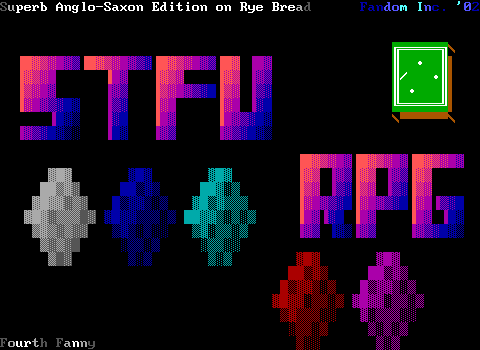 Superb Anglo-Saxon Edition on Rye Bread
Fandom Inc. '02
STFU
RPG
Fourth Fanny